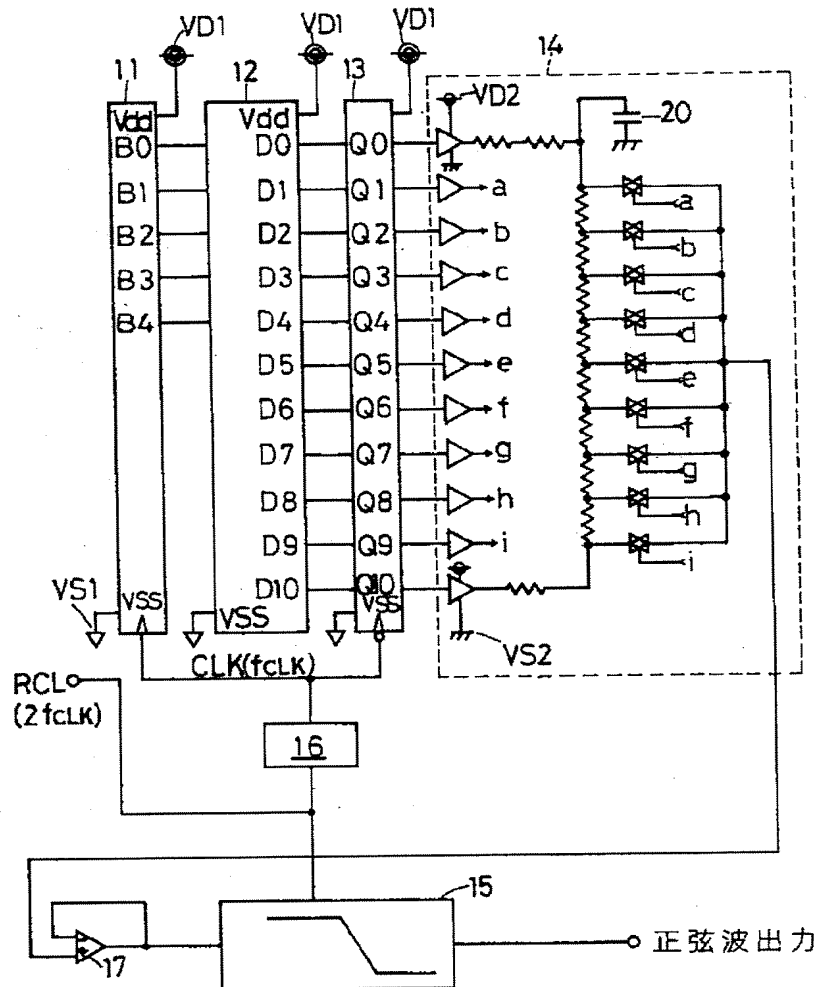 VD1 VD1 VD1
11 12 13 14
Vdd Vdd VD2
B0 D0 Q0 20
B1 D1 Q1 a a
B2 D2 Q2 b b
B3 D3 Q3 c c
B4 D4 Q4 d d
D5 Q5 e e
D6 Q6 f f
D7 Q7 g g
D8 Q8 h h
D9 Q9 i i
D10 Q10
VS1 VSS VSS VSS VS2
CLK(fCLK)
RCL
(2fCLK)
16
15
17
正弦波出力